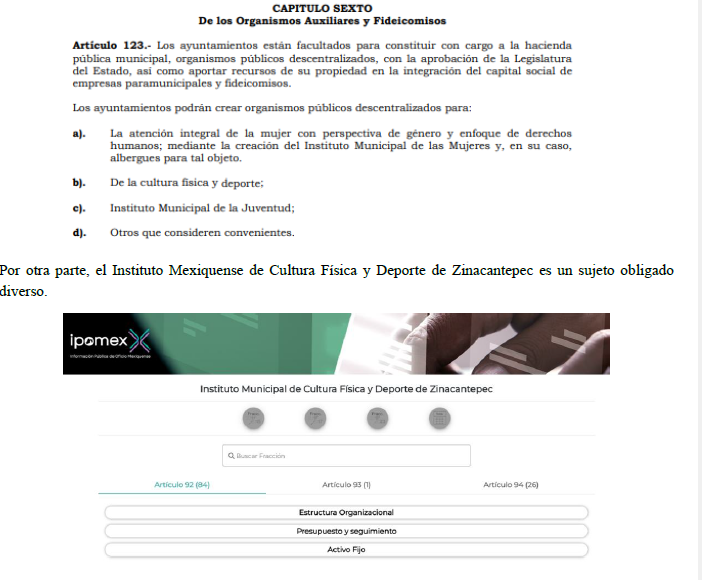 CAPITULO SEXTO
De los Organismos Auxiliares y Fideicomisos
Artículo 123.- Los ayuntamientos están facultados para constituir con cargo a la hacienda
pública municipal, organismos públicos descentralizados, con la aprobación de la Legislatura
del Estado, así como aportar recursos de su propiedad en la integración del capital social de
empresas paramunicipales y fideicomisos.
Los ayuntamientos podrán crear organismos públicos descentralizados para:
a). La atención integral de la mujer con perspectiva de género y enfoque de derechos
humanos; mediante la creación del Instituto Municipal de las Mujeres y, en su caso,
albergues para tal objeto.
b). De la cultura física y deporte;
c). Instituto Municipal de la Juventud;
d). Otros que consideren convenientes.
Por otra parte, el Instituto Mexiquense de Cultura Física y Deporte de Zinacantepec es un sujeto obligado
diverso.
ipomex
Información Pública de Oficio Mexiquense
Instituto Municipal de Cultura Física y Deporte de Zinacantepec
Buscar Fracción
Artículo 92 (84) Artículo 93 (1) Artículo 94 (26)
Estructura Organizacional
Presupuesto y seguimiento
Activo Fijo